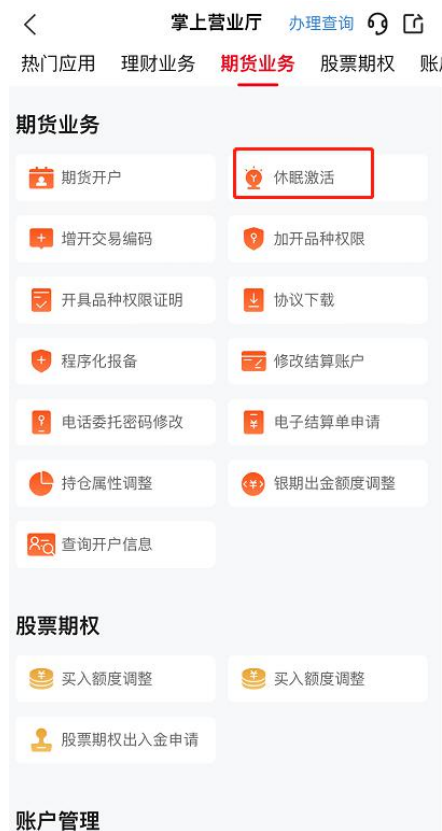 掌上营业厅 办理查询
热门应用 理财业务 期货业务 股票期权 账
期货业务
期货开户 休眠激活
增开交易编码 加开品种权限
开具品种权限证明 协议下载
程序化报备 修改结算账户
电话委托密码修改 电子结算单申请
持仓属性调整 银期出金额度调整
查询开户信息
股票期权
买入额度调整 买入额度调整
股票期权出入金申请
账户管理